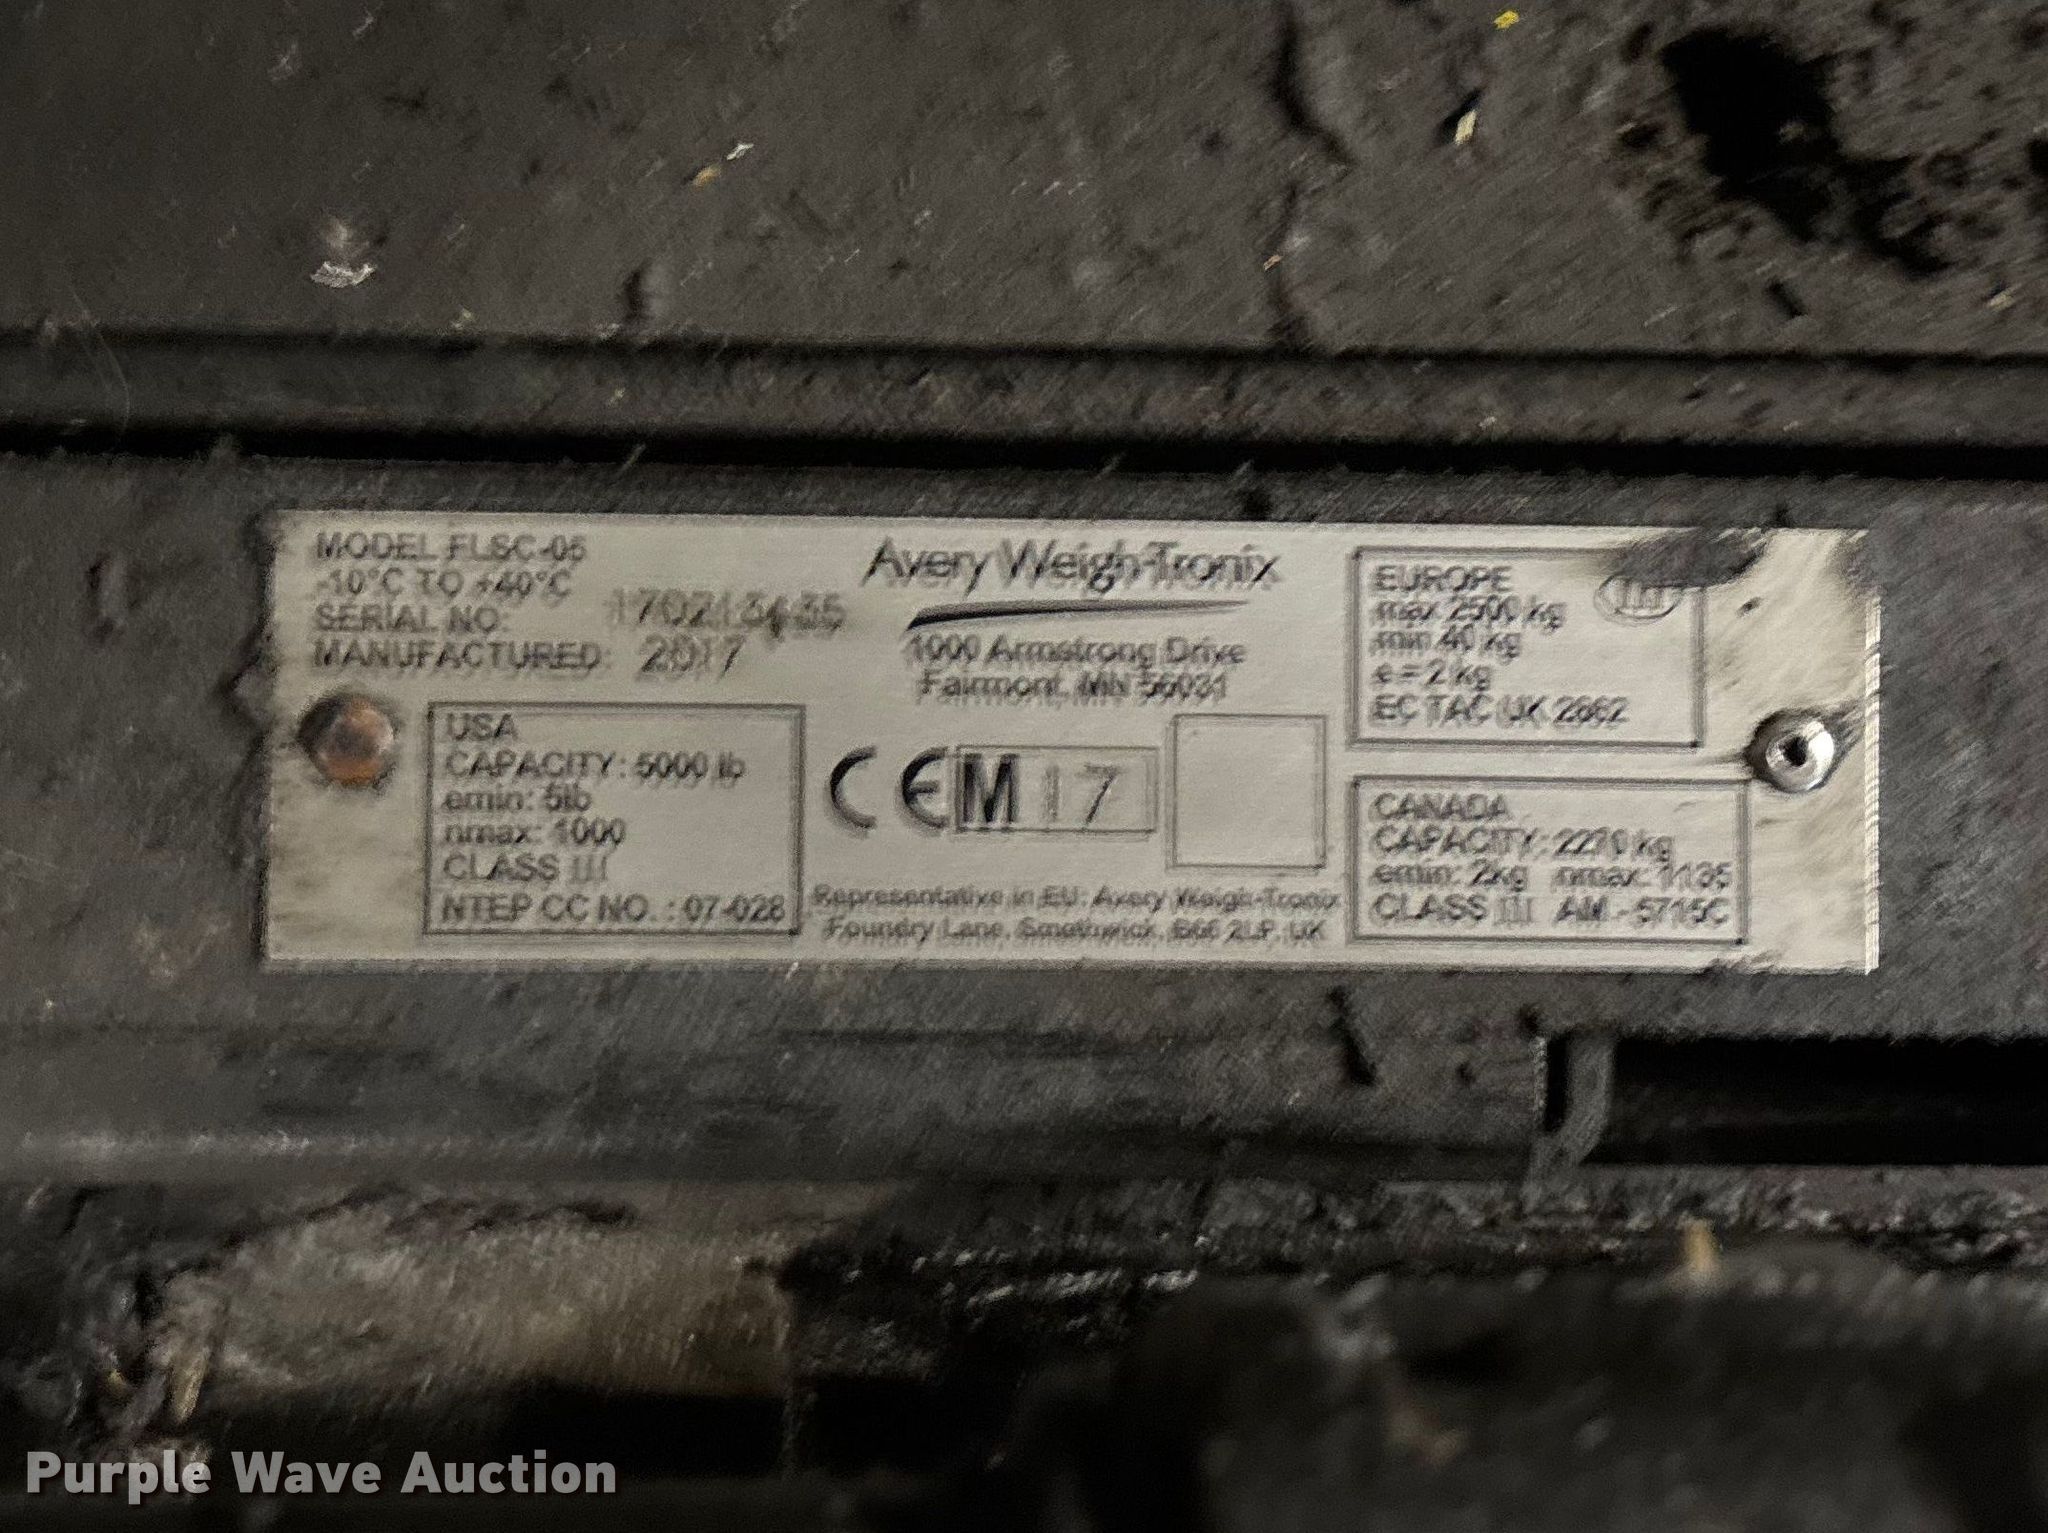 MODEL FLSC-05
-10°C TO +40°C
SERIAL NO:
MANUFACTURED: 2017
USA
CAPACITY: 5000 lb
emin: 5lb
nmax: 1000
CLASS III
NTEP CC NO. : 07-028
Avery Weigh-Tronix
1000 Armstrong Drive
Fairmont, MN 56031
CE M 17
Representative in EU: Avery Weigh-Tronix
Foundry Lane, Smethwick, B66 2LP, UK
EUROPE
max 2500 kg
min 40 kg
e = 2 kg
EC TAC UK 2662
III
CANADA
CAPACITY: 2270 kg
emin: 2kg nmax: 1135
CLASS III AM - 5715C
Purple Wave Auction